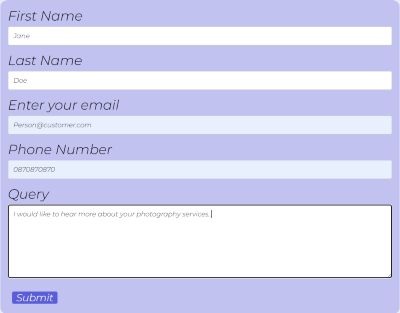 First Name
Jane
Last Name
Doe
Enter your email
Person@customer.com
Phone Number
0870870870
Query
I would like to hear more about your photography services.
Submit